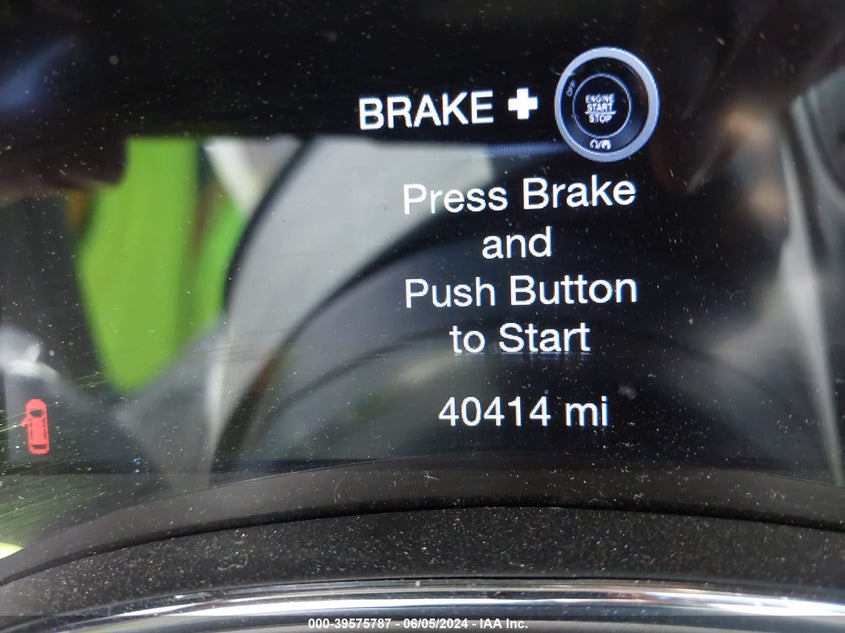 BRAKE +
ENGINE
START
STOP
Press Brake
and
Push Button
to Start
40414 mi
000-39575787 - 06/05/2024 - IAA Inc.